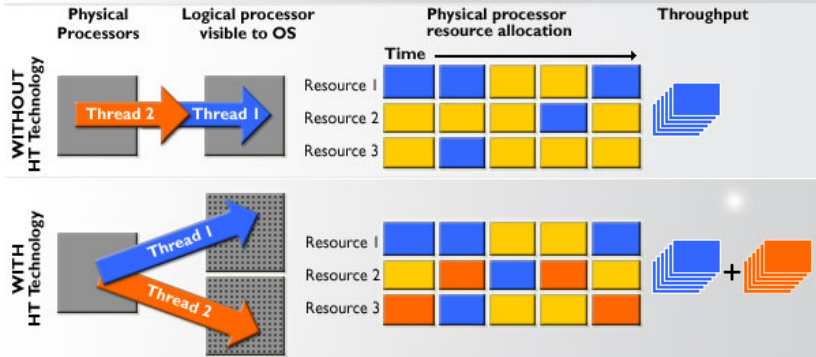 Physical
Processors
Logical processor
visible to OS
Physical processor
resource allocation
Throughput
Time
WITHOUT
HT Technology
Thread 2
Thread 1
Resource 1
Resource 2
Resource 3
WITH
HT Technology
Thread 1
Thread 2
Resource 1
Resource 2
Resource 3
+